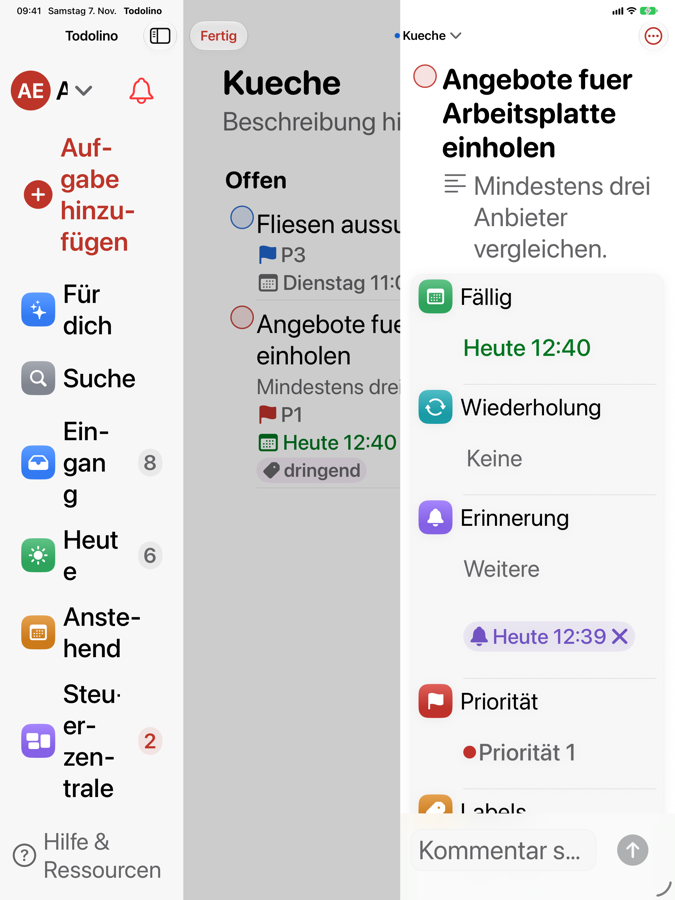 09:41 Samstag 7. Nov. Todolino
Todolino
AE
Auf-
gabe
hinzu-
fügen
Für
dich
Suche
Ein-
gan
g
8
Heut
e
6
Anste-
hend
Steu-
er-
zen-
trale
2
Hilfe &
Ressourcen
Fertig
Kueche
Beschreibung hi
Offen
Fliesen aussu
P3
Dienstag 11:0
Angebote fue
einholen
Mindestens drei
P1
Heute 12:40
dringend
Kueche
Angebote fuer
Arbeitsplatte
einholen
Mindestens drei
Anbieter
vergleichen.
Fällig
Heute 12:40
Wiederholung
Keine
Erinnerung
Weitere
Heute 12:39
Priorität
Priorität 1
Labels
Kommentar s...